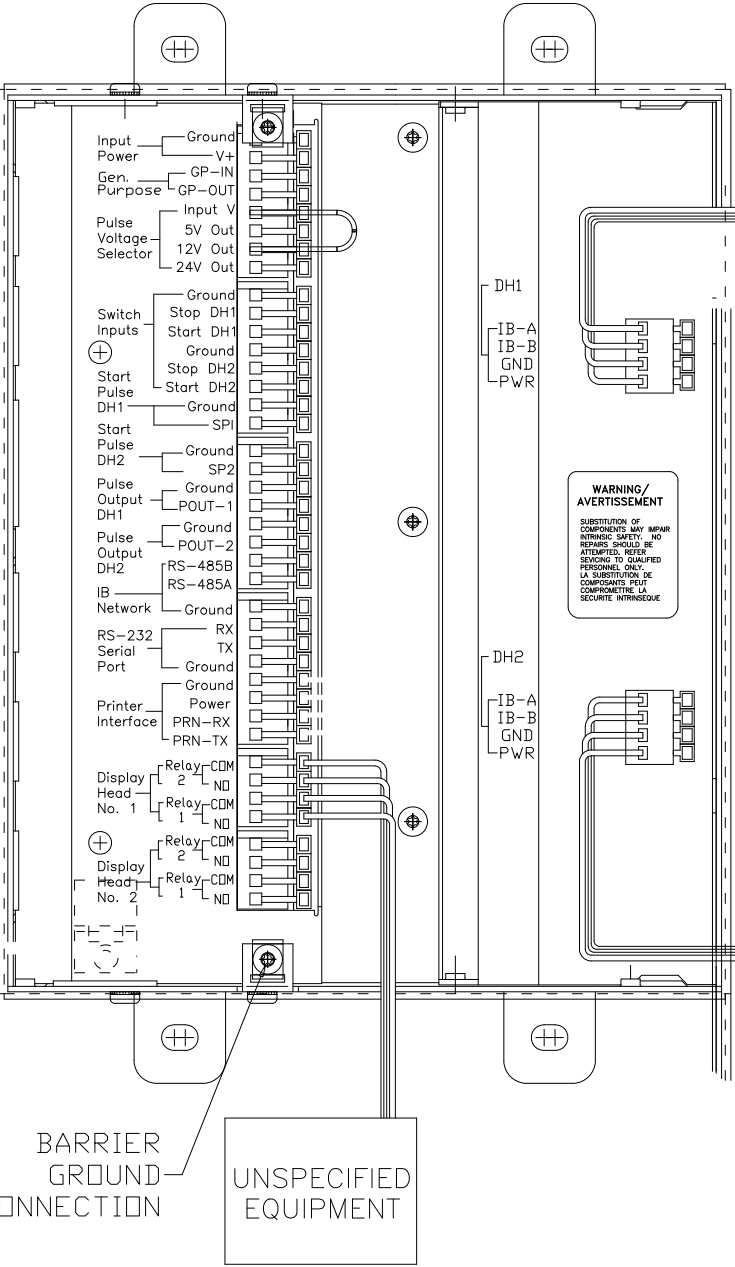 Input Power
Ground
V+
Gen. Purpose
GP-IN
GP-OUT
Pulse Voltage Selector
Input V
5V Out
12V Out
24V Out
Switch Inputs
Ground
Stop DH1
Start DH1
Ground
Stop DH2
Start DH2
Start Pulse DH1
Ground
SPI
Start Pulse DH2
Ground
SP2
Pulse Output DH1
Ground
POUT-1
Pulse Output DH2
Ground
POUT-2
IB Network
RS-485B
RS-485A
Ground
RS-232 Serial Port
RX
TX
Ground
Printer Interface
Ground
Power
PRN-RX
PRN-TX
Display Head No. 1
Relay 2
COM
NO
Relay 1
COM
NO
Display Head No. 2
Relay 2
COM
NO
Relay 1
COM
NO
DH1
IB-A
IB-B
GND
PWR
WARNING/
AVERTISSEMENT
SUBSTITUTION OF
COMPONENTS MAY IMPAIR
INTRINSIC SAFETY. NO
REPAIRS SHOULD BE
ATTEMPTED. REFER
SEVICING TO QUALIFIED
PERSONNEL ONLY.
LA SUBSTITUTION DE
COMPOSANTS PEUT
COMPROMETTRE LA
SECURITE INTRINSEQUE
DH2
IB-A
IB-B
GND
PWR
BARRIER
GROUND
ONNECTION
UNSPECIFIED
EQUIPMENT